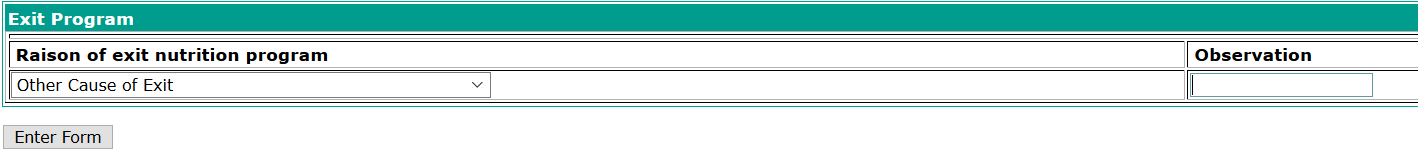 Exit Program
Raison of exit nutrition program Observation
Other Cause of Exit
Enter Form